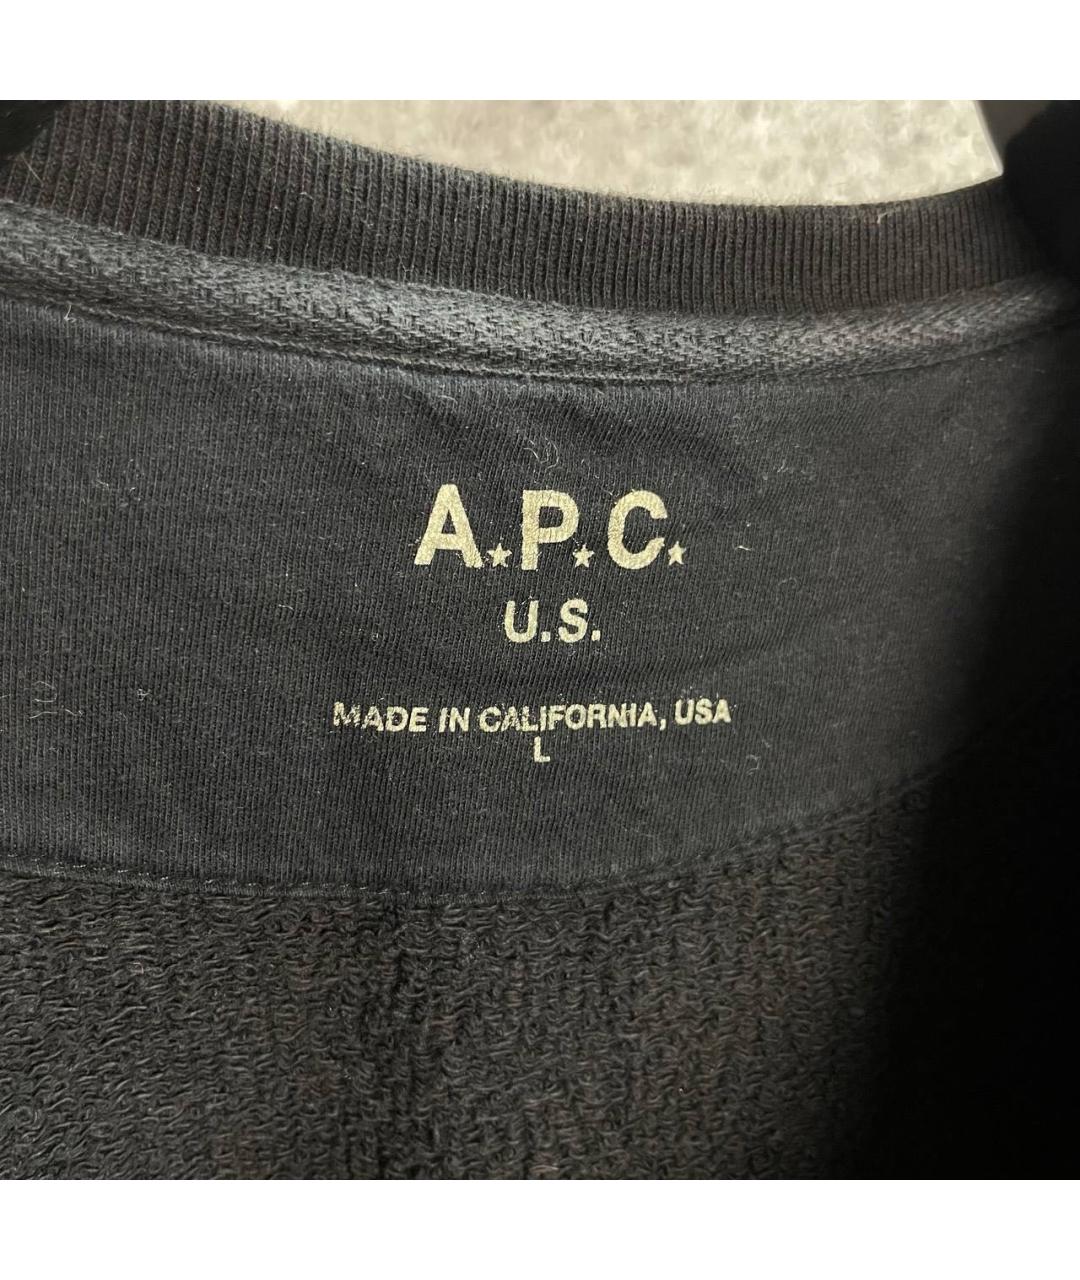 A.★P.★C.★
U.S.
MADE IN CALIFORNIA, USA
L